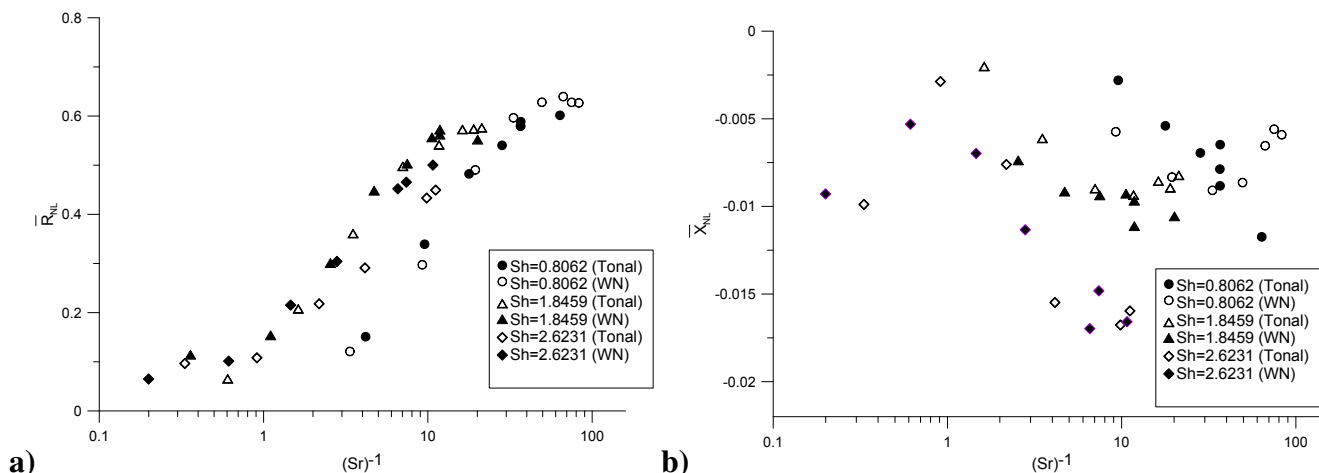 0.8
0.6
0.4
0.2
0
R̅NL
0.1 1 10 100
(Sr)-1
Sh=0.8062 (Tonal)
Sh=0.8062 (WN)
Sh=1.8459 (Tonal)
Sh=1.8459 (WN)
Sh=2.6231 (Tonal)
Sh=2.6231 (WN)
a)
0
-0.005
-0.01
-0.015
-0.02
X̅NL
0.1 1 10 100
(Sr)-1
Sh=0.8062 (Tonal)
Sh=0.8062 (WN)
Sh=1.8459 (Tonal)
Sh=1.8459 (WN)
Sh=2.6231 (Tonal)
Sh=2.6231 (WN)
b)